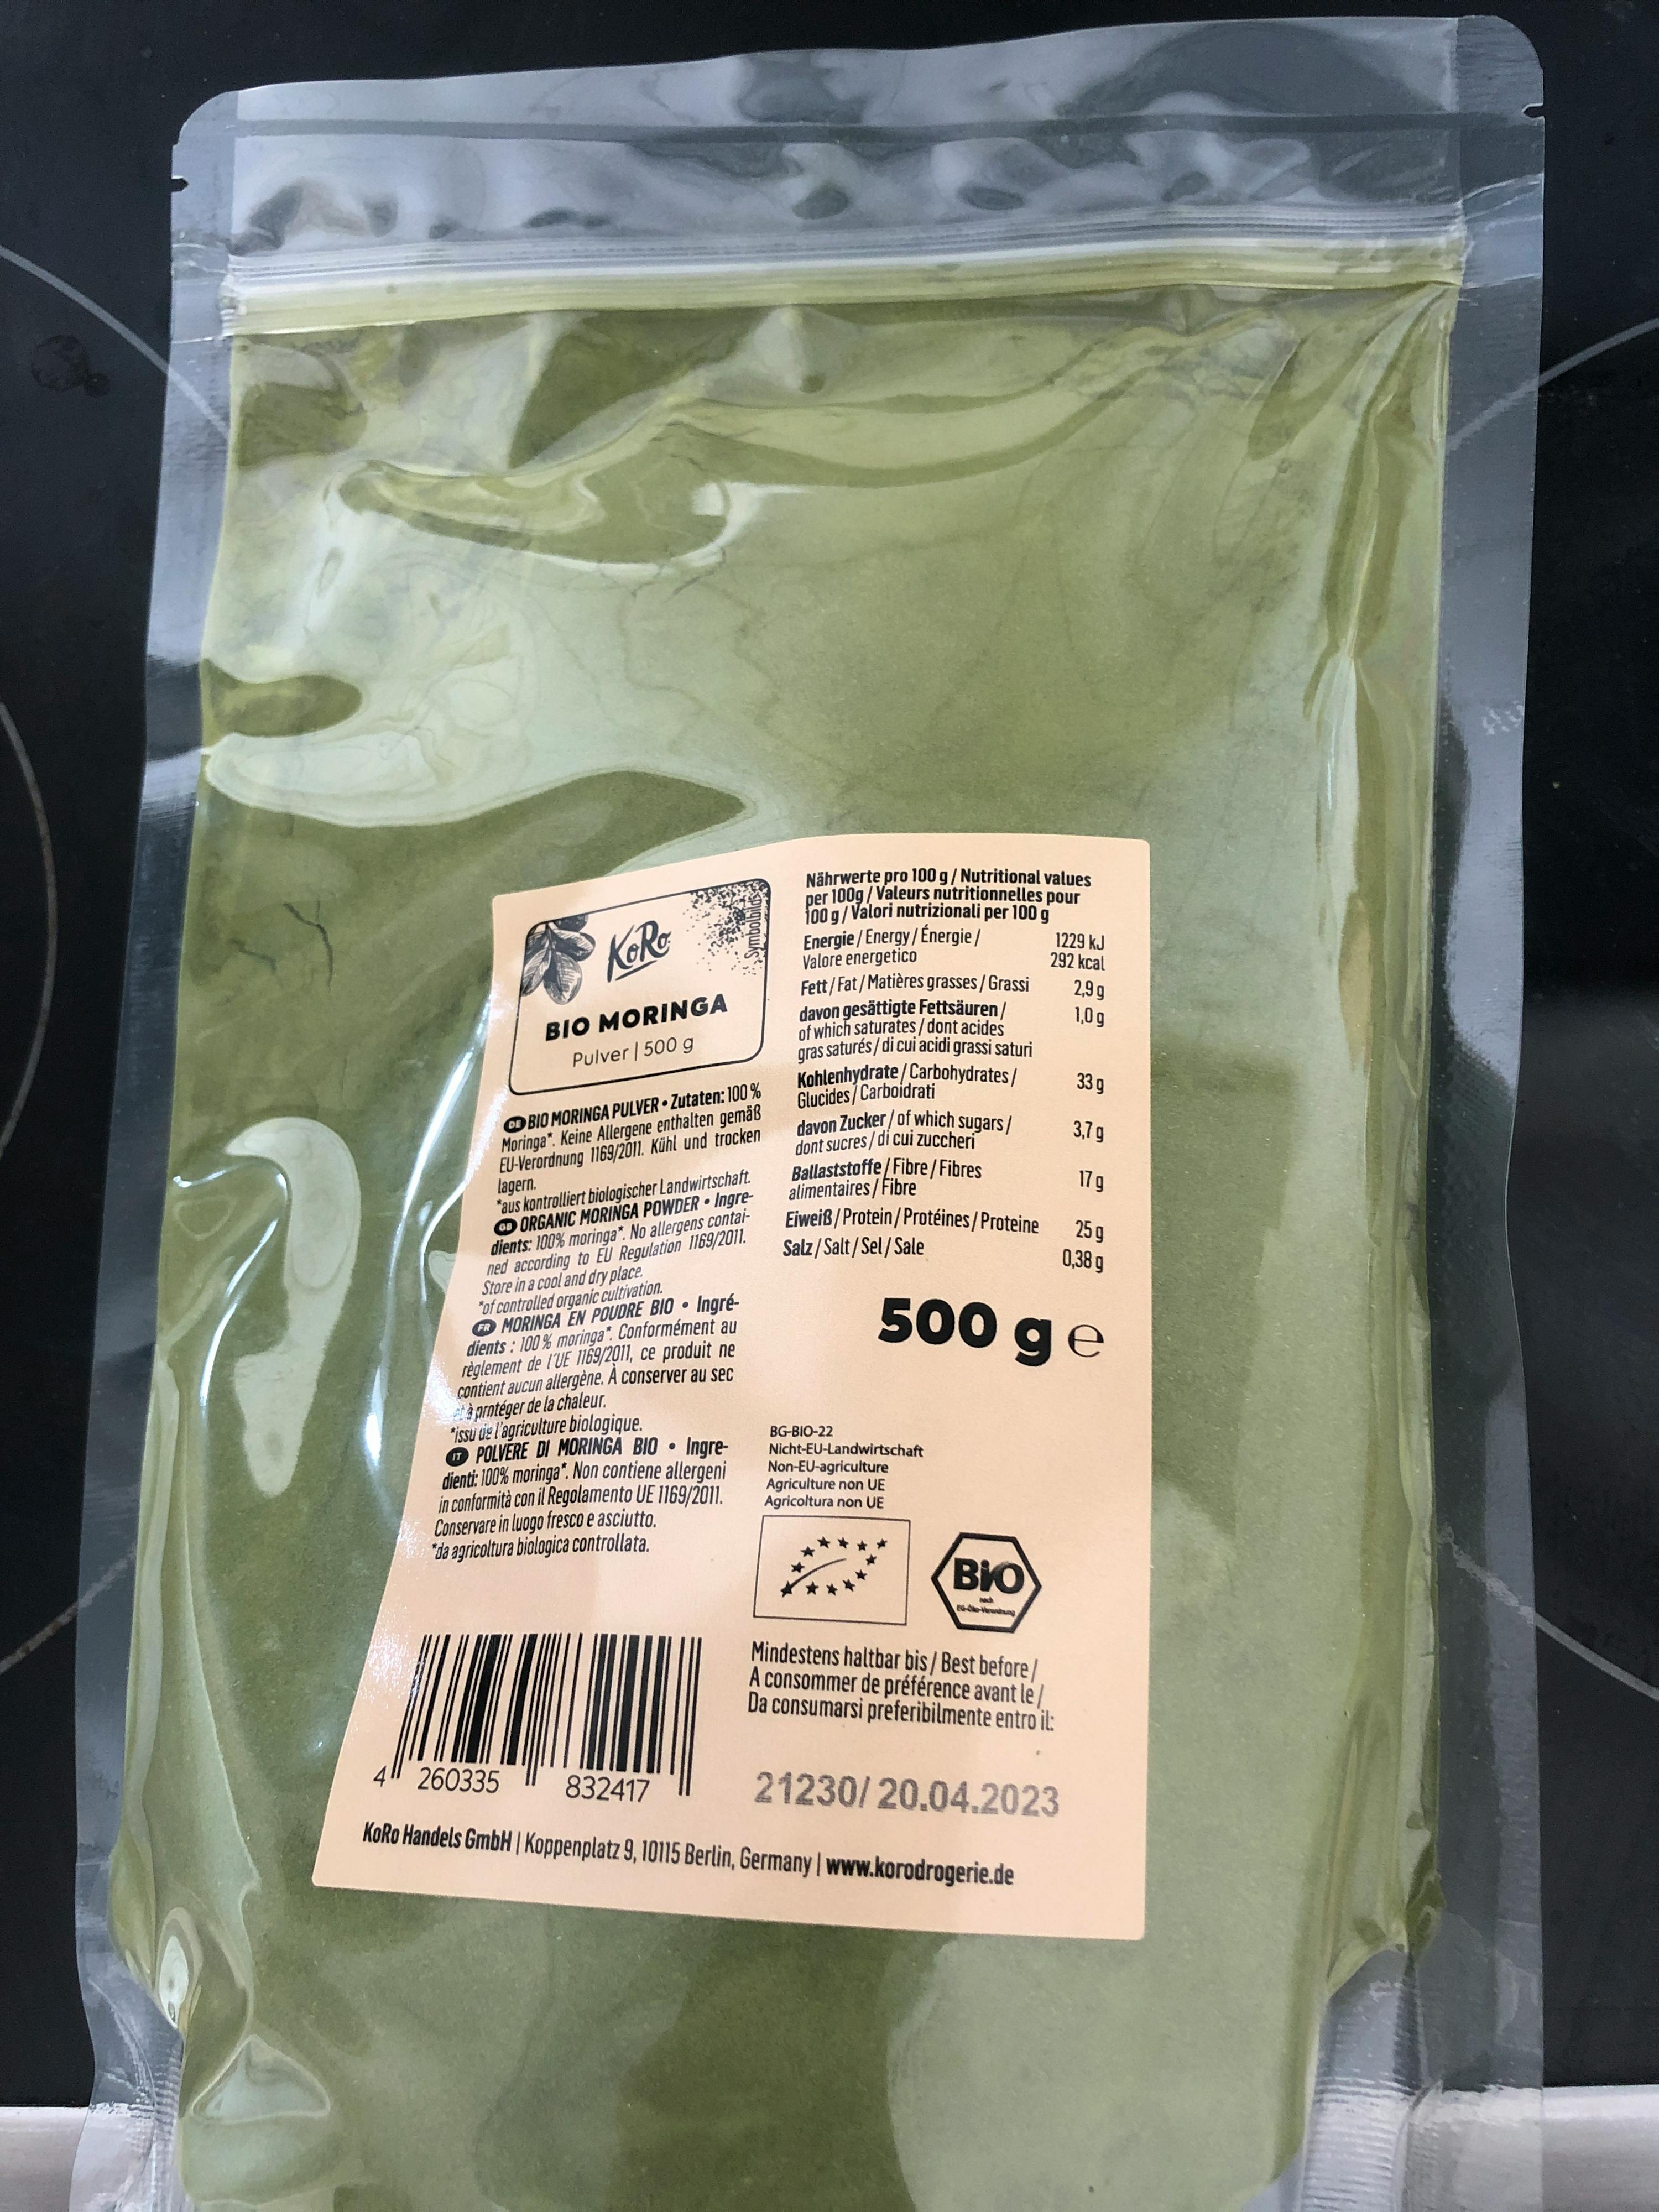 KoRo
Symbolbild
BIO MORINGA
Pulver | 500 g
DE BIO MORINGA PULVER • Zutaten: 100 %
Moringa*. Keine Allergene enthalten gemäß
EU-Verordnung 1169/2011. Kühl und trocken
lagern.
*aus kontrolliert biologischer Landwirtschaft.
GB ORGANIC MORINGA POWDER • Ingre-
dients: 100% moringa*. No allergens contai-
ned according to EU Regulation 1169/2011.
Store in a cool and dry place.
*of controlled organic cultivation.
FR MORINGA EN POUDRE BIO • Ingré-
dients : 100 % moringa*. Conformément au
règlement de l'UE 1169/2011, ce produit ne
contient aucun allergène. À conserver au sec
et à protéger de la chaleur.
*issu de l'agriculture biologique.
IT POLVERE DI MORINGA BIO • Ingre-
dienti: 100% moringa*. Non contiene allergeni
in conformità con il Regolamento UE 1169/2011.
Conservare in luogo fresco e asciutto.
*da agricoltura biologica controllata.
4 260335 832417
Nährwerte pro 100 g / Nutritional values
per 100g / Valeurs nutritionnelles pour
100 g / Valori nutrizionali per 100 g
Energie / Energy / Énergie / 1229 kJ
Valore energetico 292 kcal
Fett / Fat / Matières grasses / Grassi 2,9 g
davon gesättigte Fettsäuren / 1,0 g
of which saturates / dont acides
gras saturés / di cui acidi grassi saturi
Kohlenhydrate / Carbohydrates / 33 g
Glucides / Carboidrati
davon Zucker / of which sugars / 3,7 g
dont sucres / di cui zuccheri
Ballaststoffe / Fibre / Fibres 17 g
alimentaires / Fibre
Eiweiß / Protein / Protéines / Proteine 25 g
Salz / Salt / Sel / Sale 0,38 g
500 g e
BG-BIO-22
Nicht-EU-Landwirtschaft
Non-EU-agriculture
Agriculture non UE
Agricoltura non UE
BiO
nach
EG-Öko-Verordnung
Mindestens haltbar bis / Best before /
A consommer de préférence avant le /
Da consumarsi preferibilmente entro il:
21230/ 20.04.2023
KoRo Handels GmbH | Koppenplatz 9, 10115 Berlin, Germany | www.korodrogerie.de